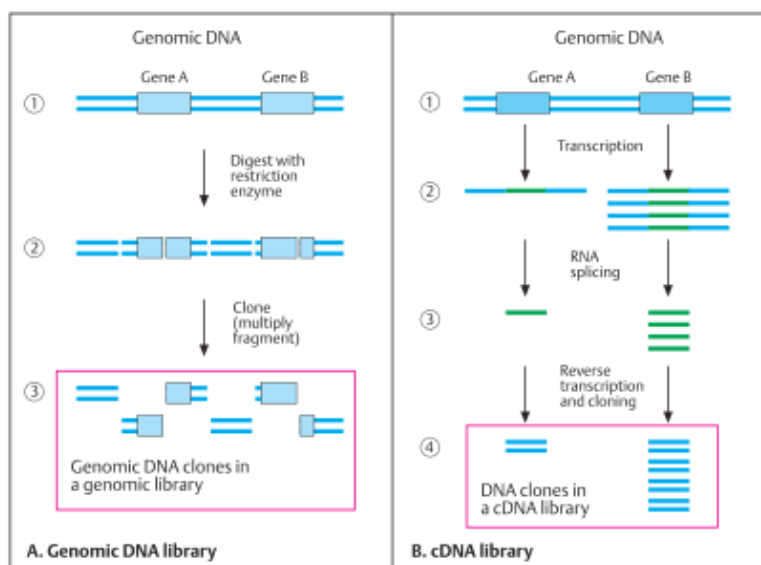 Genomic DNA
Gene A Gene B
①
Digest with
restriction
enzyme
②
Clone
(multiply
fragment)
③
Genomic DNA clones in
a genomic library
A. Genomic DNA library
Genomic DNA
Gene A Gene B
①
Transcription
②
RNA
splicing
③
Reverse
transcription
and cloning
④
DNA clones in
a cDNA library
B. cDNA library